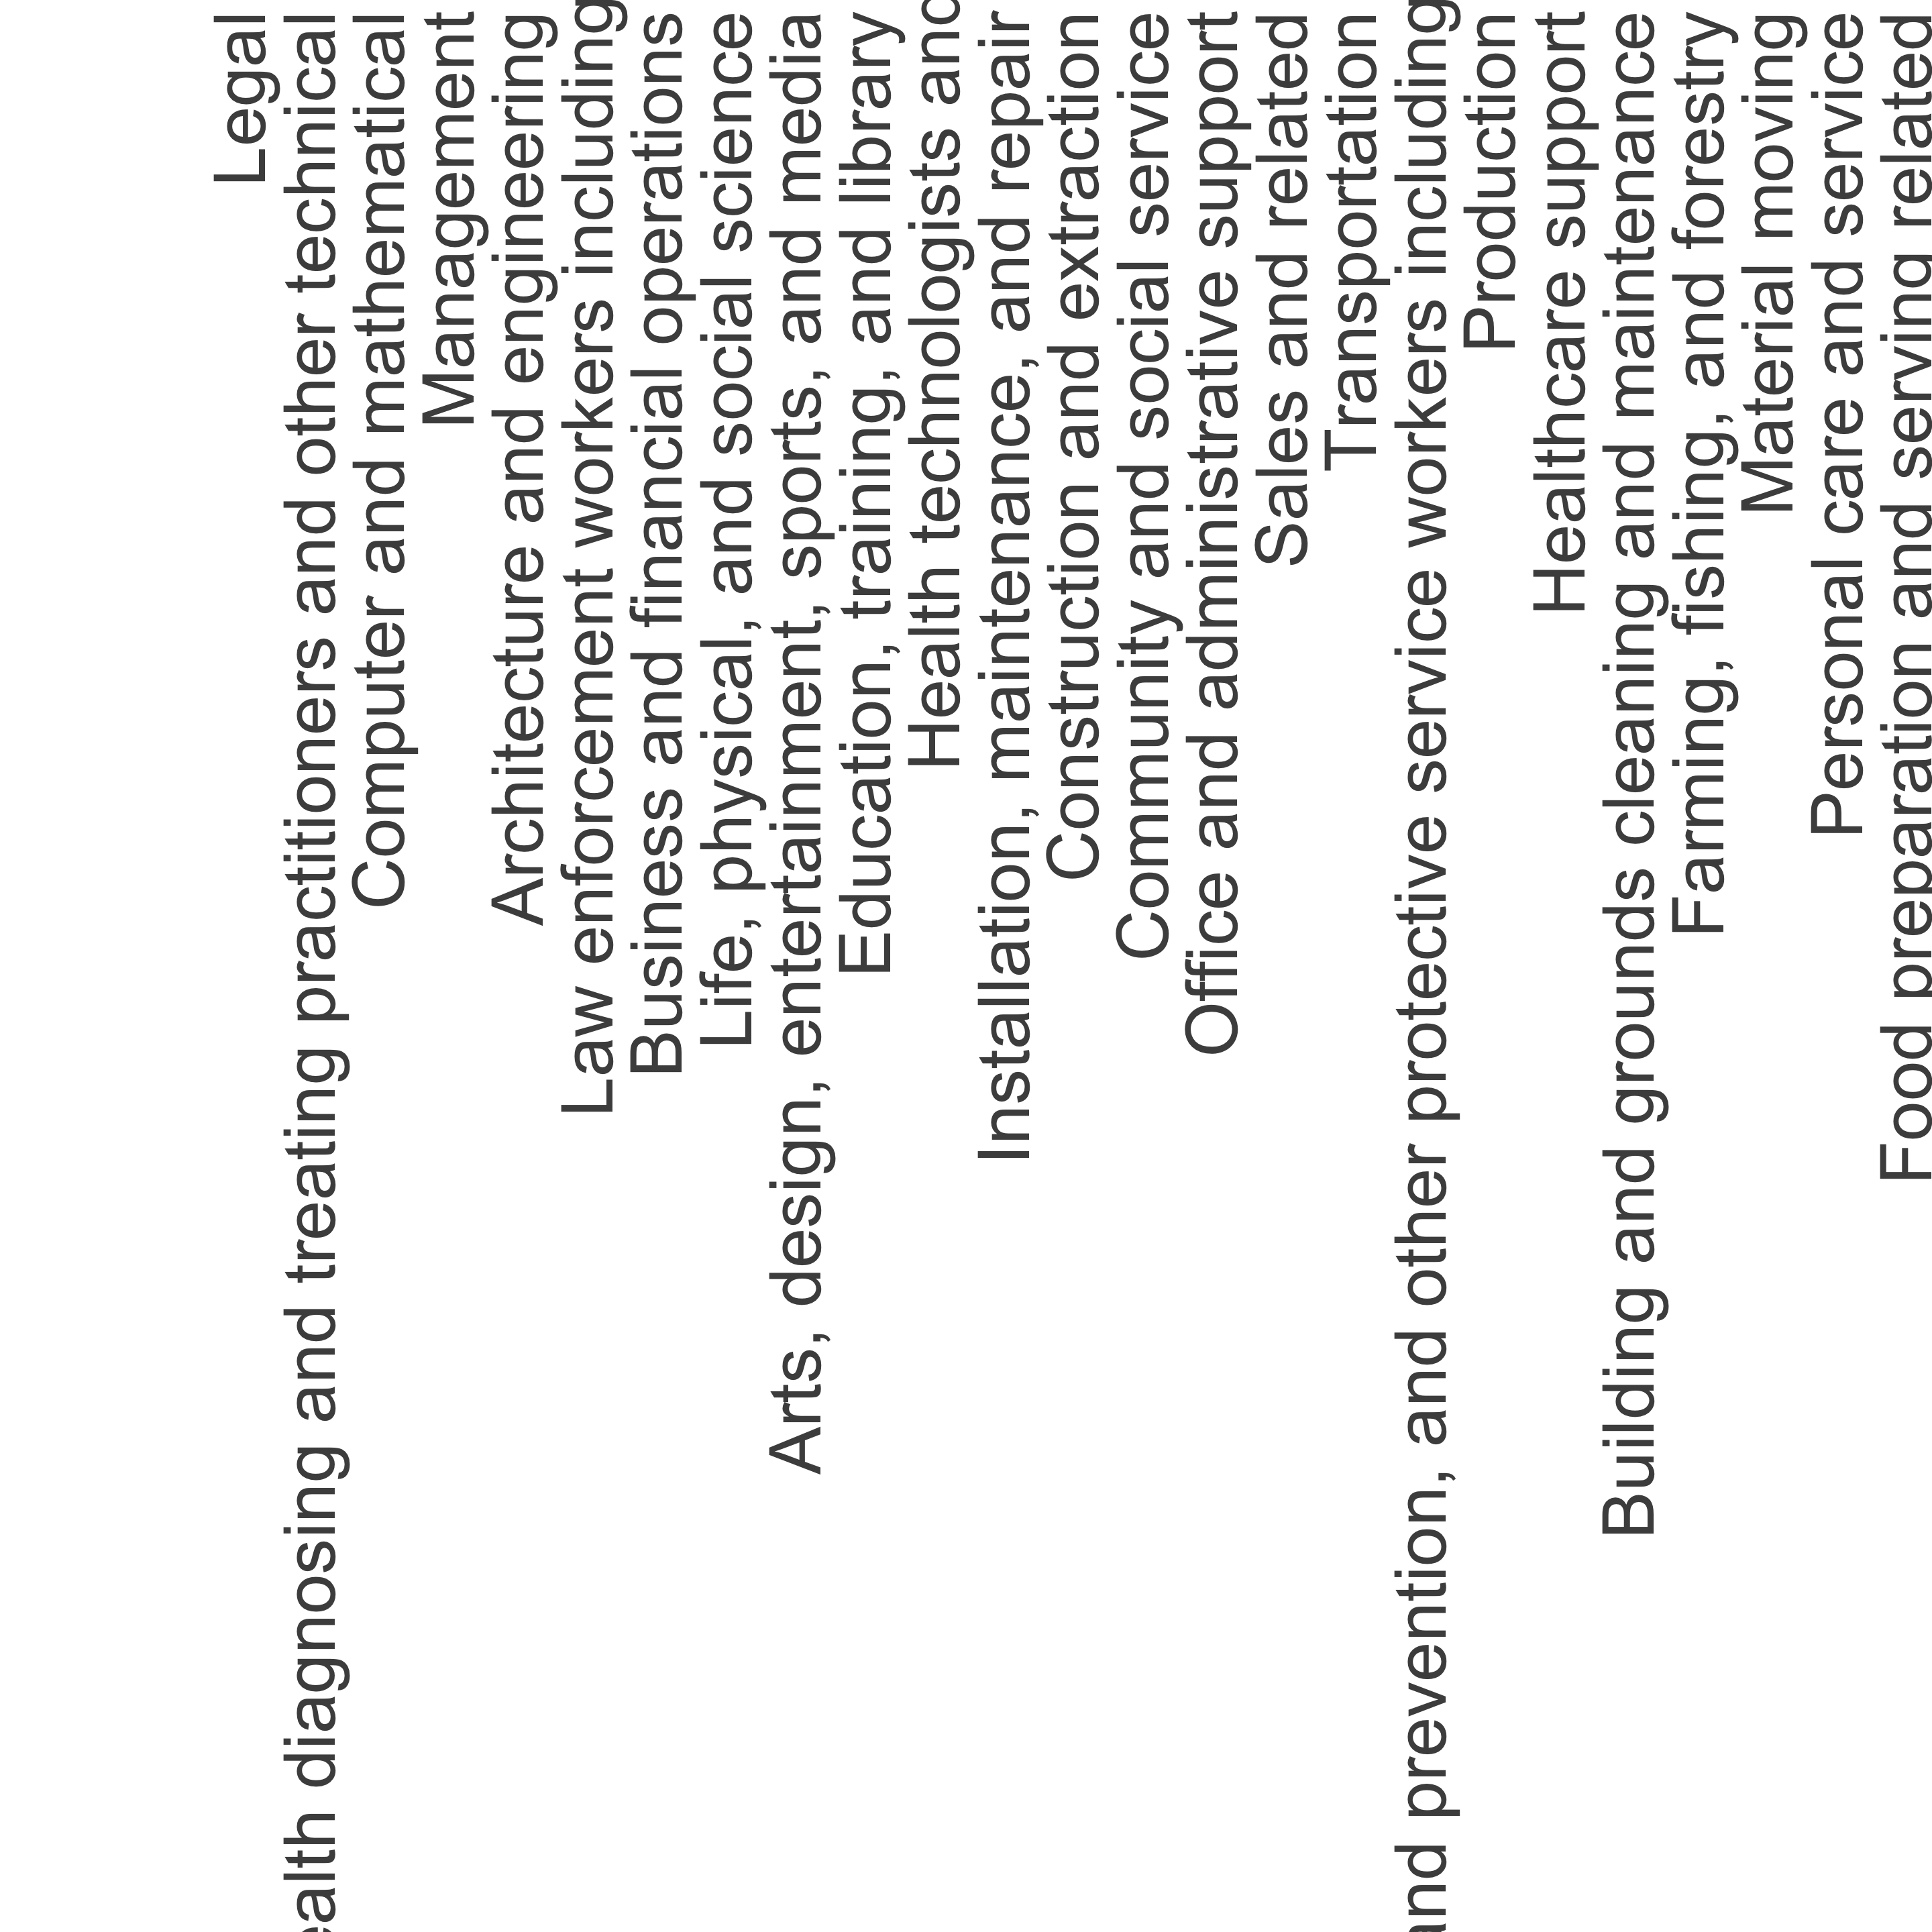 Legal
diagnosing and treating practitioners and other technical
Computer and mathematical
Management
Architecture and engineering
Law enforcement workers including
Business and financial operations
Life, physical, and social science
Arts, design, entertainment, sports, and media
Education, training, and library
Health technologists and
Installation, maintenance, and repair
Construction and extraction
Community and social service
Office and administrative support
Sales and related
Transportation
and prevention, and other protective service workers including
Production
Healthcare support
Building and grounds cleaning and maintenance
Farming, fishing, and forestry
Material moving
Personal care and service
Food preparation and serving related